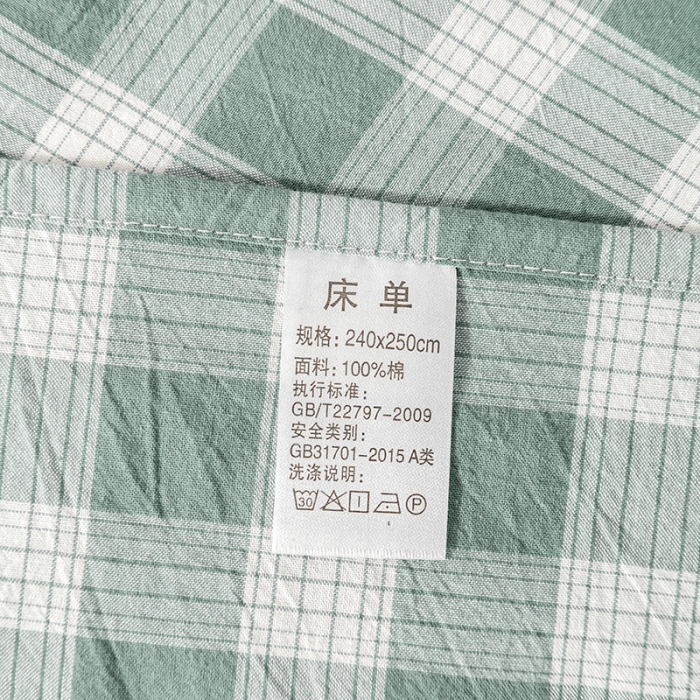 床单
规格：240x250cm
面料：100%棉
执行标准：
GB/T22797-2009
安全类别：
GB31701-2015 A类
洗涤说明：
30 P